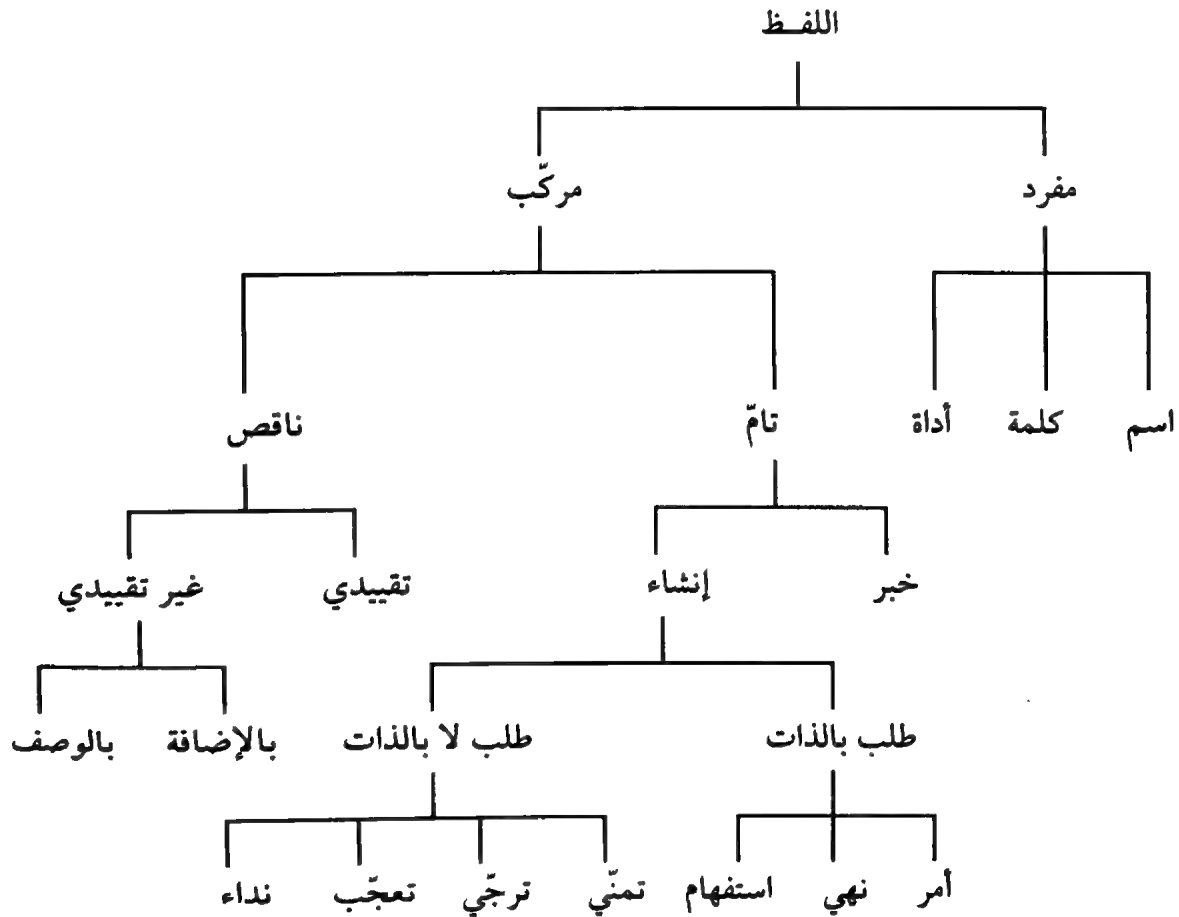 اللفظ
مفرد مركّب
اسم كلمة أداة تامّ ناقص
خبر إنشاء تقييدي غير تقييدي
طلب بالذات طلب لا بالذات بالإضافة بالوصف
أمر نهي استفهام تمنّي ترجّي تعجّب نداء